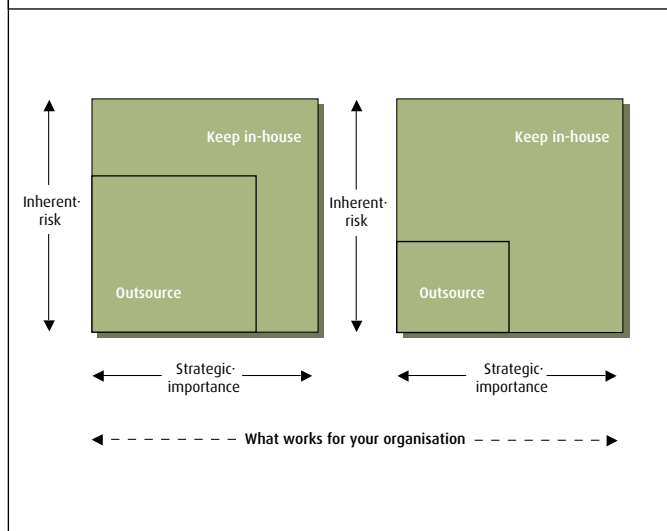 Keep in-house
Inherent·
risk
Outsource
Strategic·
importance
Keep in-house
Inherent·
risk
Outsource
Strategic·
importance
What works for your organisation